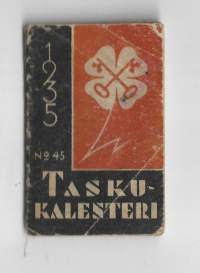 1935
No 45
TASKU-
KALENTERI